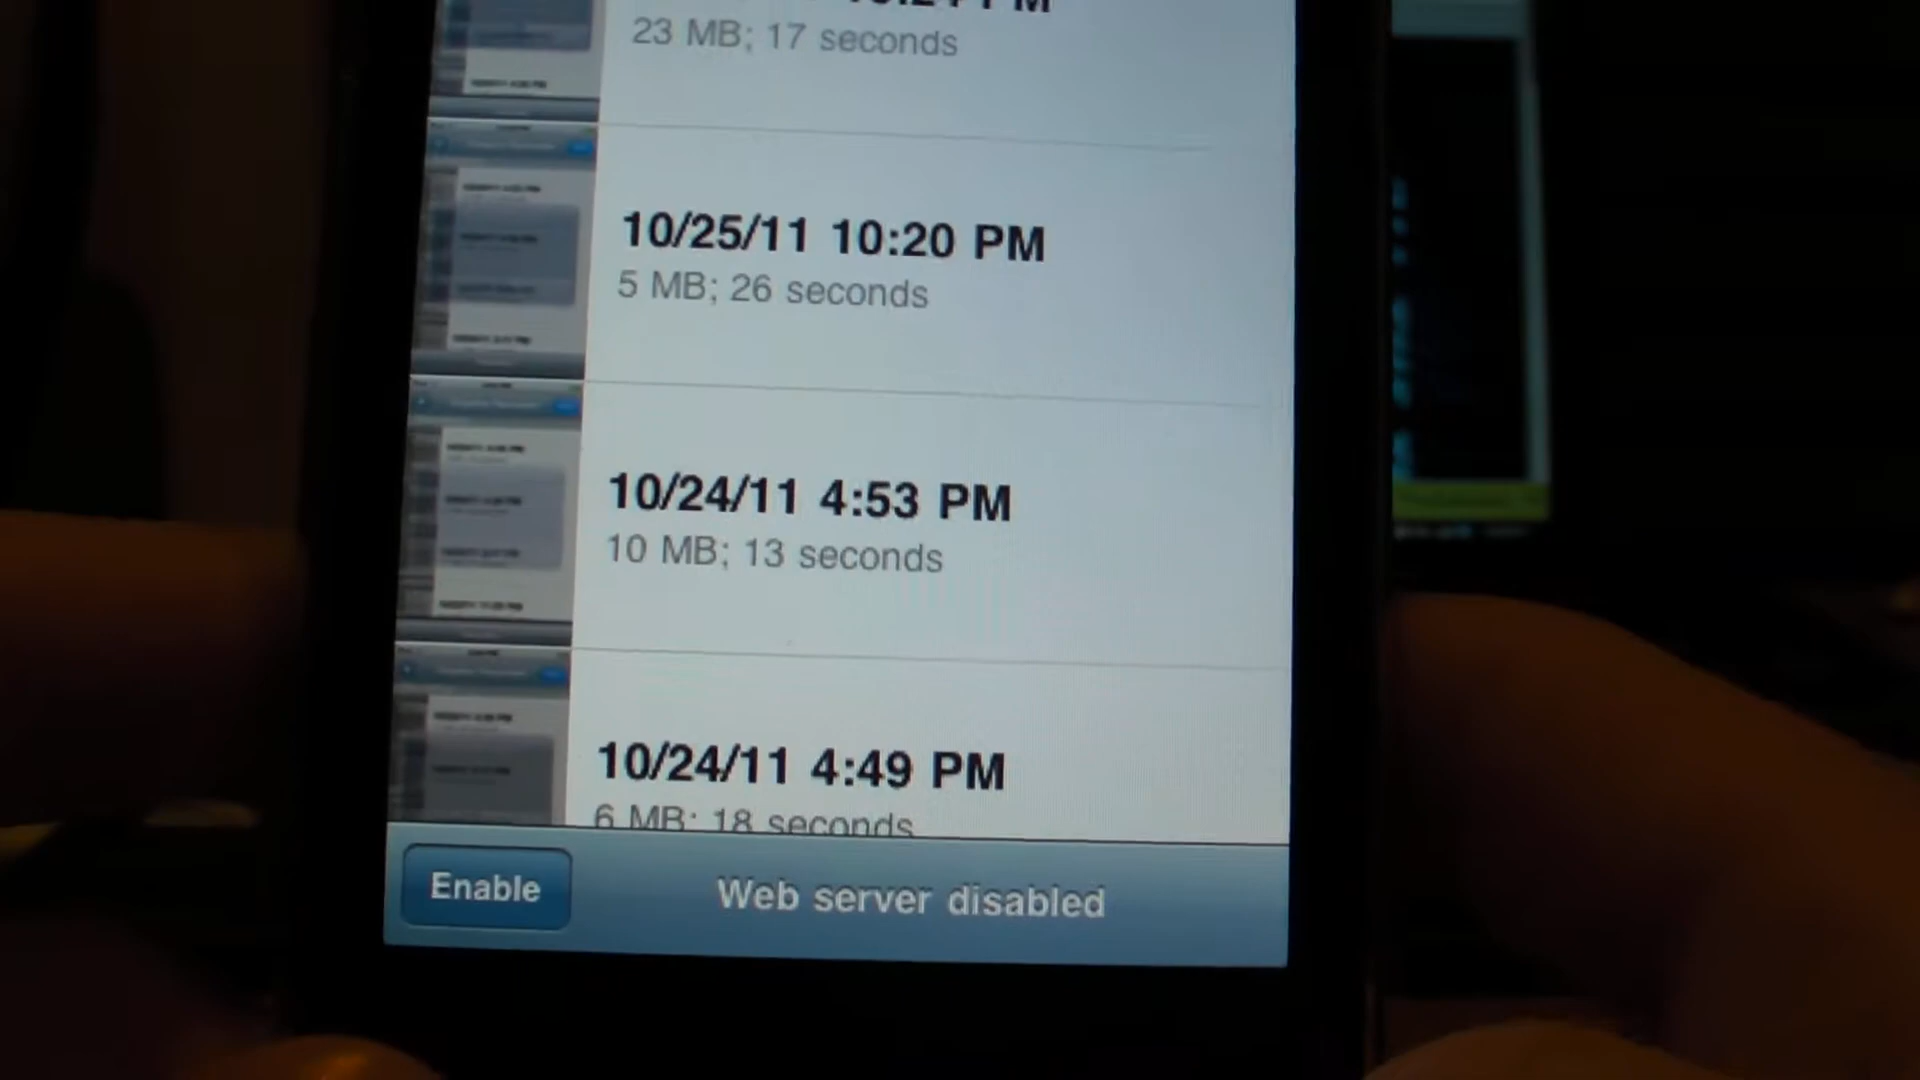 23 MB; 17 seconds
10/25/11 10:20 PM
5 MB; 26 seconds
10/24/11 4:53 PM
10 MB; 13 seconds
10/24/11 4:49 PM
6 MB; 18 seconds
Enable
Web server disabled